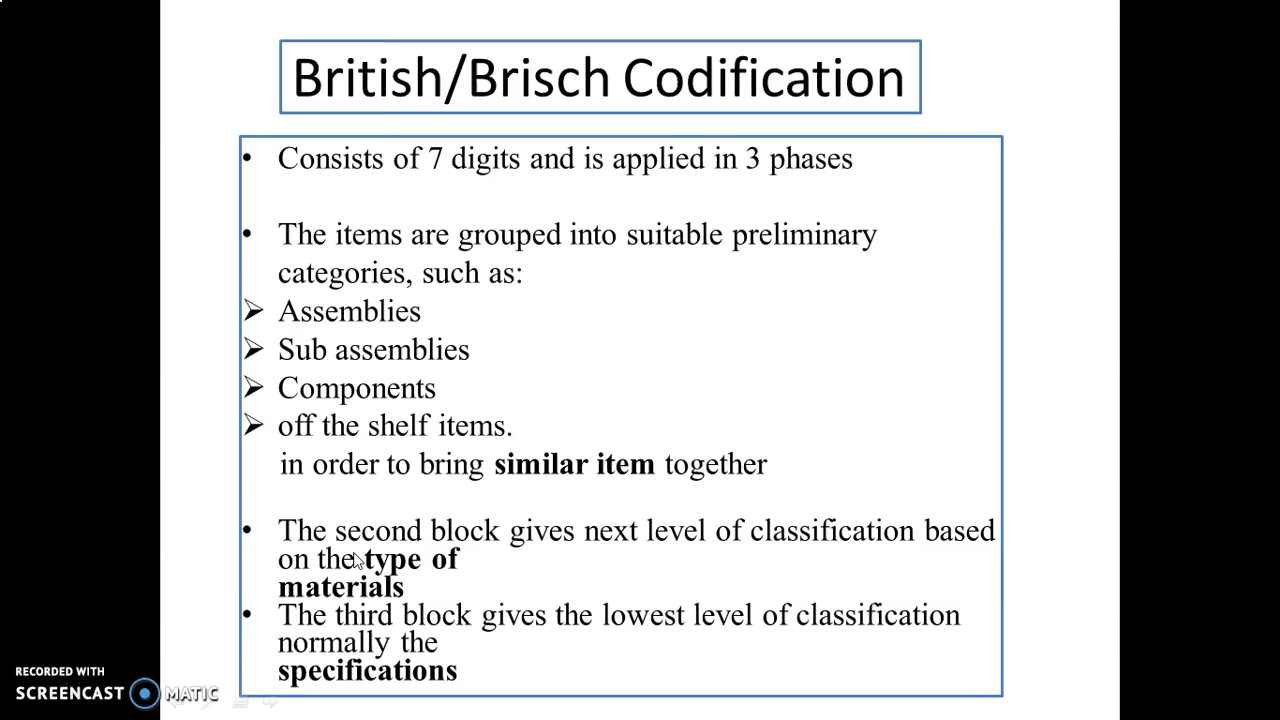 British/Brisch Codification
• Consists of 7 digits and is applied in 3 phases
• The items are grouped into suitable preliminary
categories, such as:
➢ Assemblies
➢ Sub assemblies
➢ Components
➢ off the shelf items.
in order to bring similar item together
• The second block gives next level of classification based
on the type of
materials
• The third block gives the lowest level of classification
normally the
specifications
RECORDED WITH
SCREENCAST MATIC